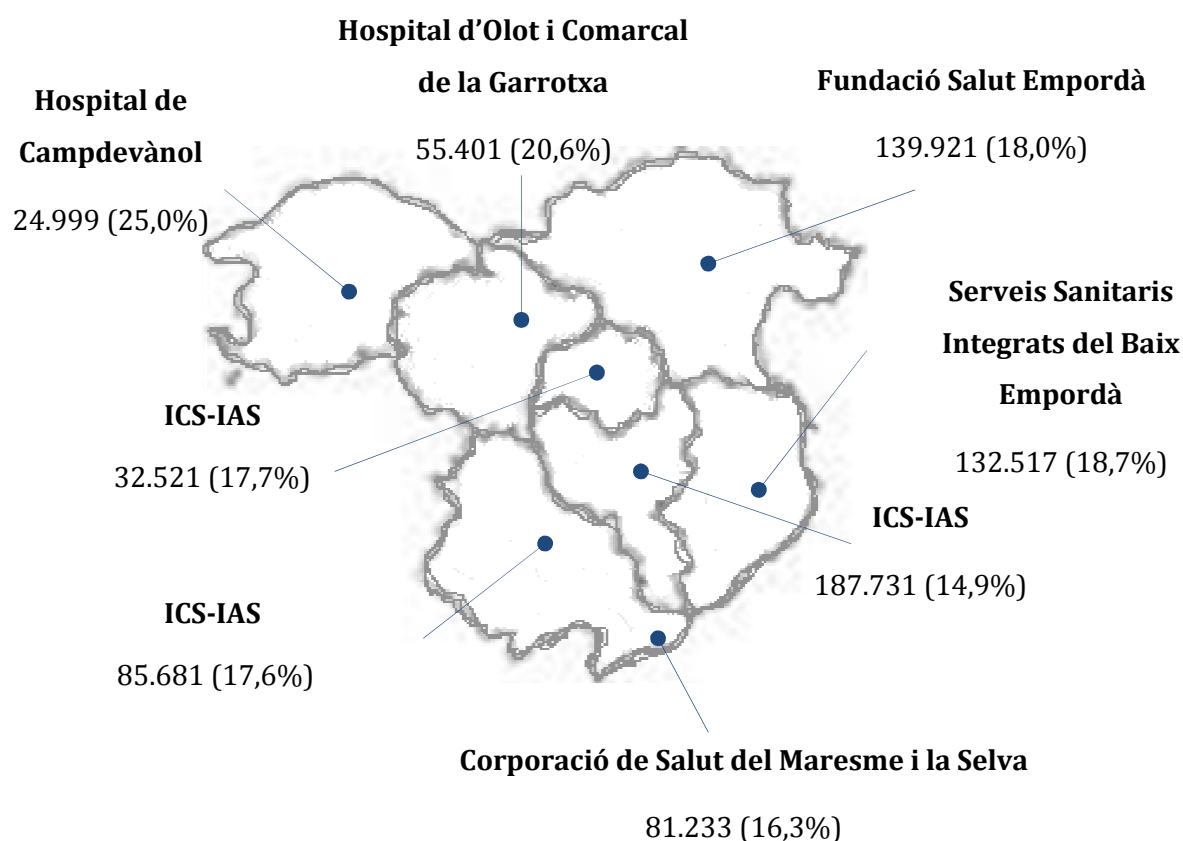 Hospital d’Olot i Comarcal
de la Garrotxa
55.401 (20,6%)
Fundació Salut Empordà
139.921 (18,0%)
Hospital de
Campdevànol
24.999 (25,0%)
Serveis Sanitaris
Integrats del Baix
Empordà
132.517 (18,7%)
ICS-IAS
32.521 (17,7%)
ICS-IAS
187.731 (14,9%)
ICS-IAS
85.681 (17,6%)
Corporació de Salut del Maresme i la Selva
81.233 (16,3%)